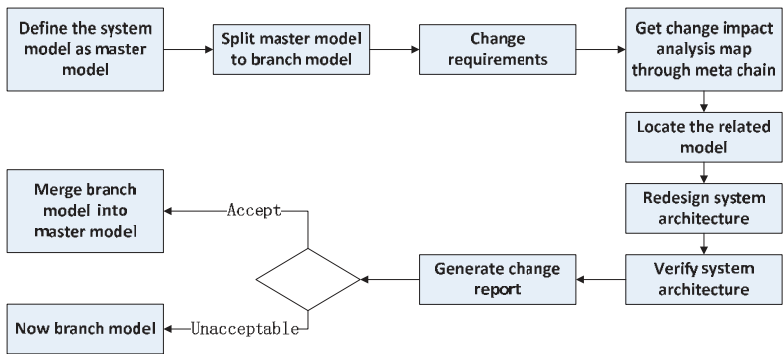 Define the system
model as master
model
Split master model
to branch model
Change
requirements
Get change impact
analysis map
through meta chain
Locate the related
model
Redesign system
architecture
Verify system
architecture
Generate change
report
Accept
Merge branch
model into
master model
Unacceptable
Now branch model